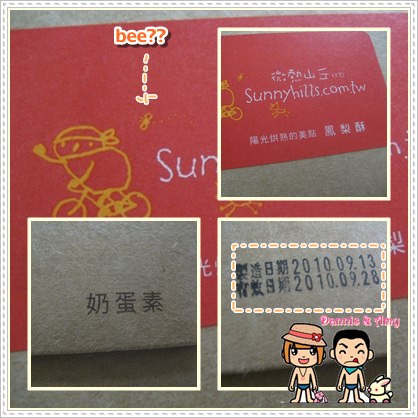 bee??
微熱山丘
Sunnyhills.com.tw
陽光烘熟的美點 鳳梨酥
Sun
奶蛋素
製造日期 2010.09.13
有效日期 2010.09.28
Dennis & Amy